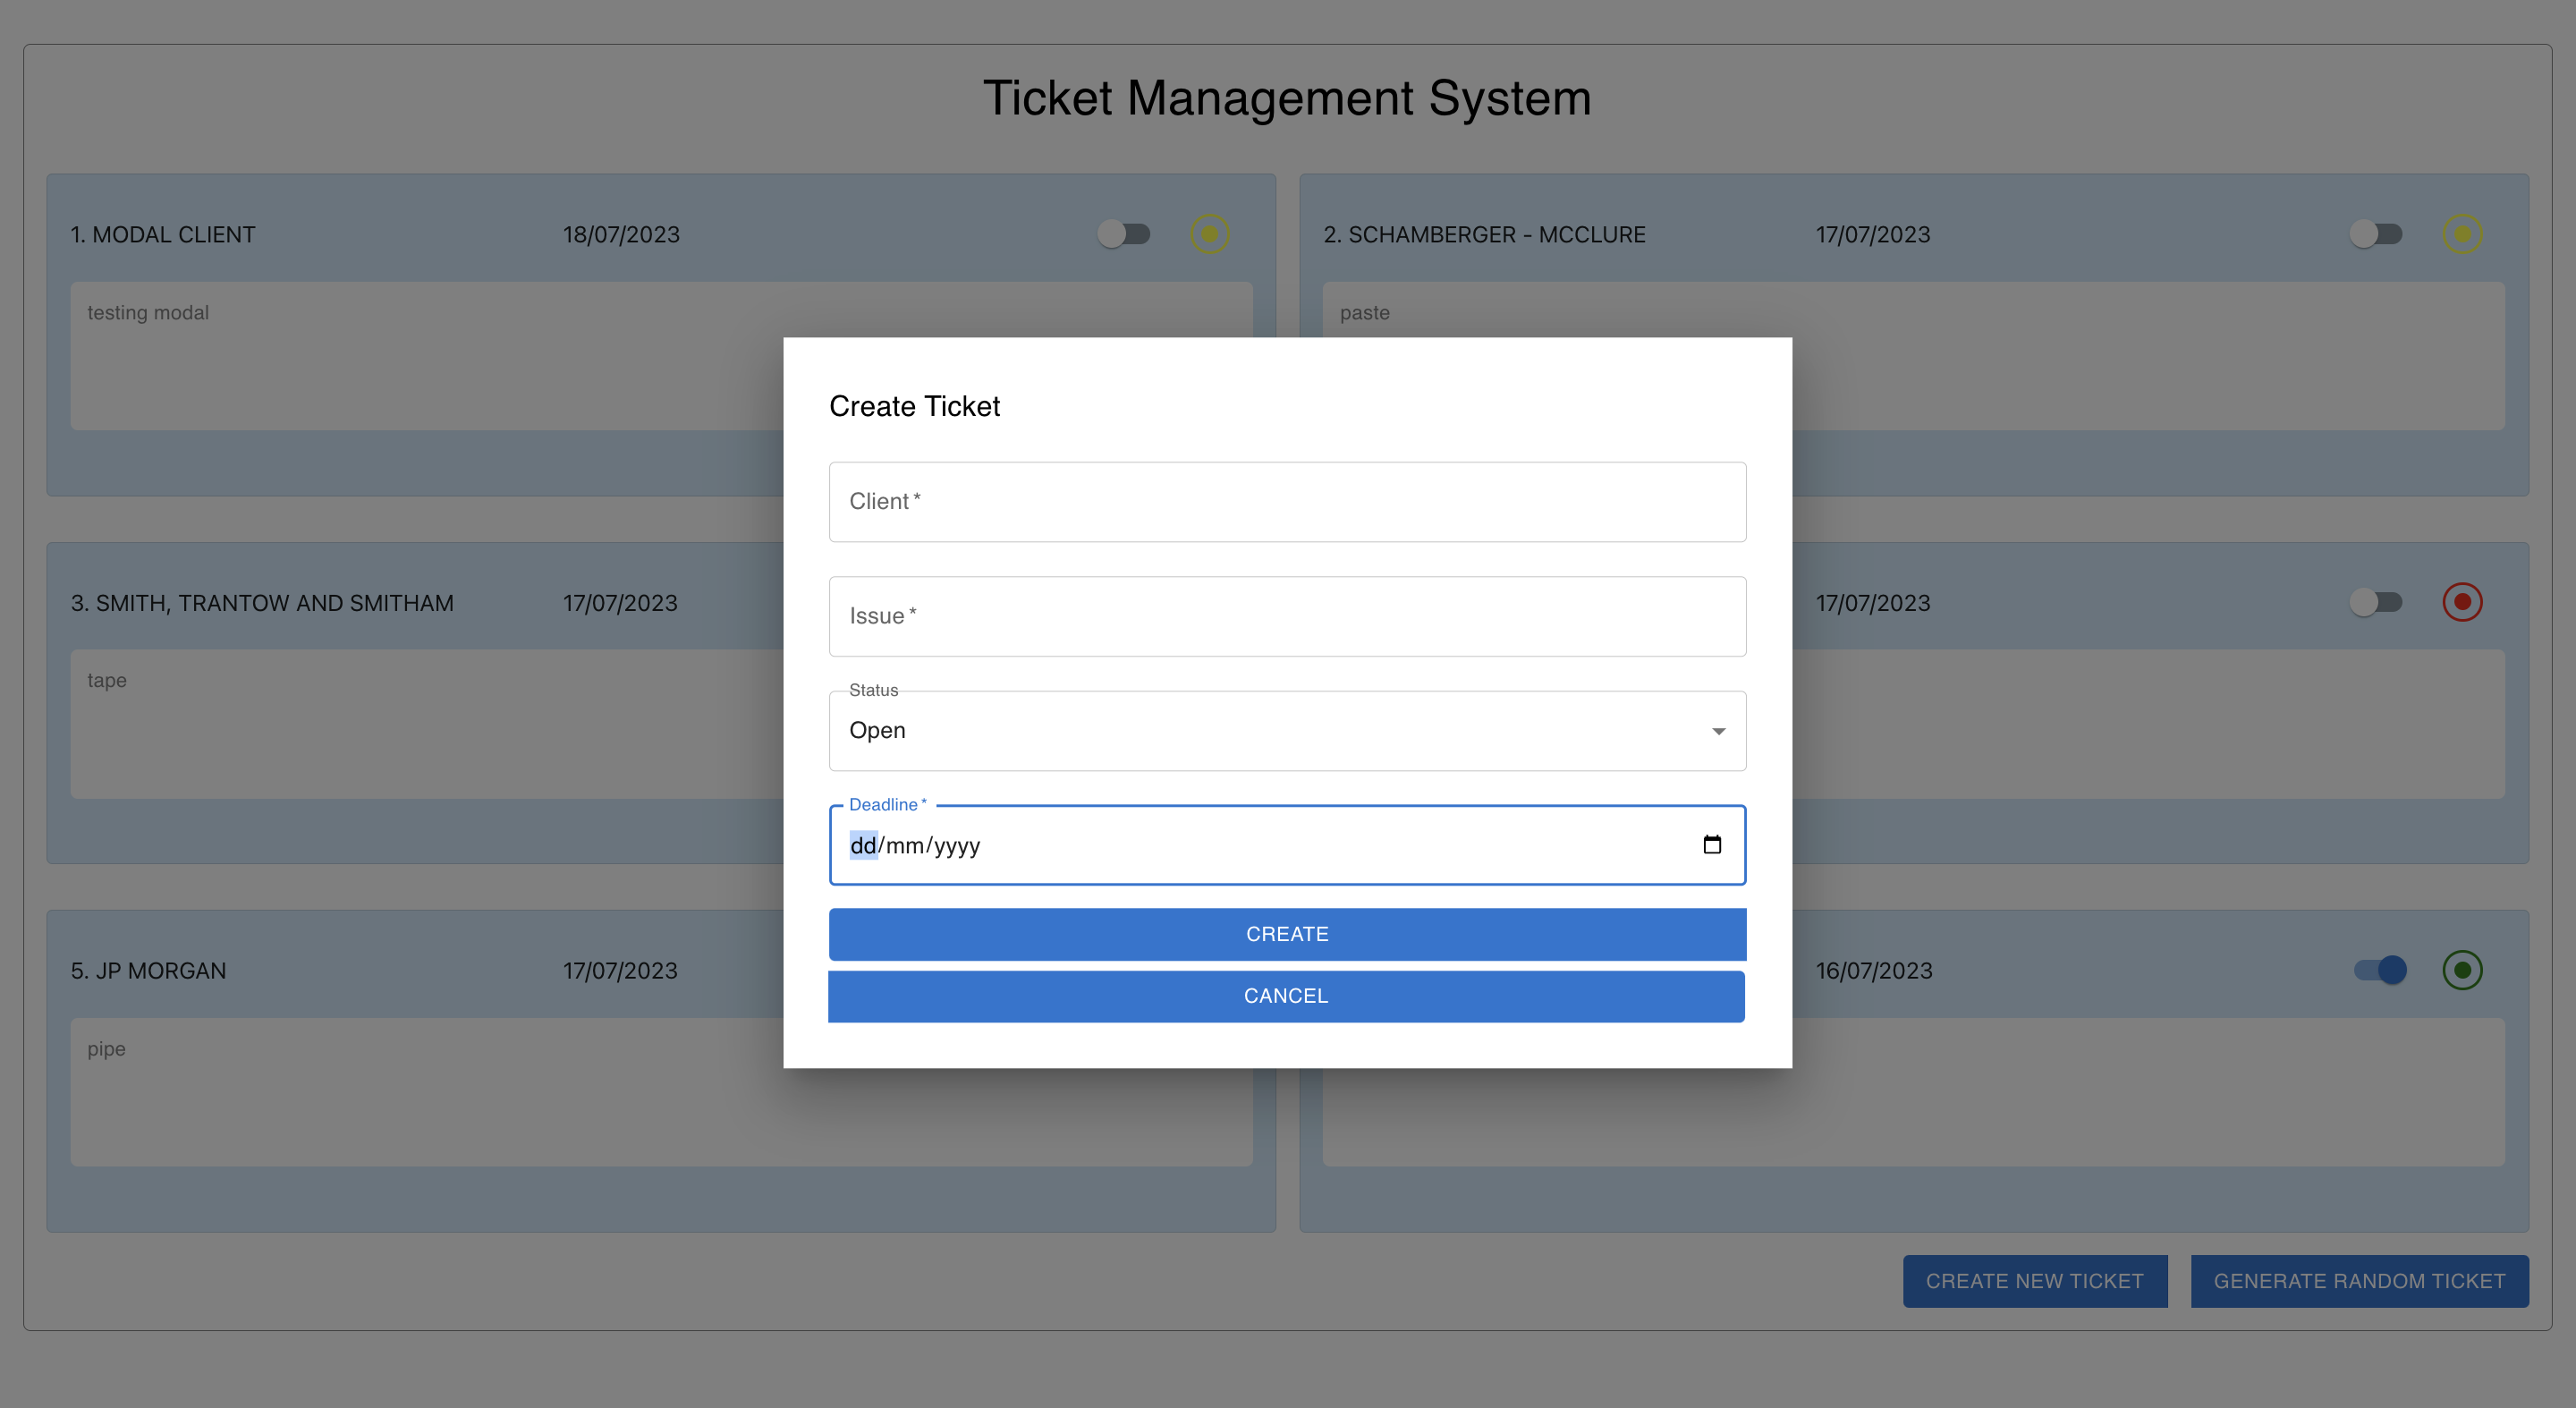 Ticket Management System
1. MODAL CLIENT 18/07/2023
testing modal
2. SCHAMBERGER - MCCLURE 17/07/2023
paste
3. SMITH, TRANTOW AND SMITHAM 17/07/2023
tape
17/07/2023
5. JP MORGAN 17/07/2023
pipe
16/07/2023
Create Ticket
Client *
Issue *
Status
Open
Deadline *
dd/mm/yyyy
CREATE
CANCEL
CREATE NEW TICKET
GENERATE RANDOM TICKET